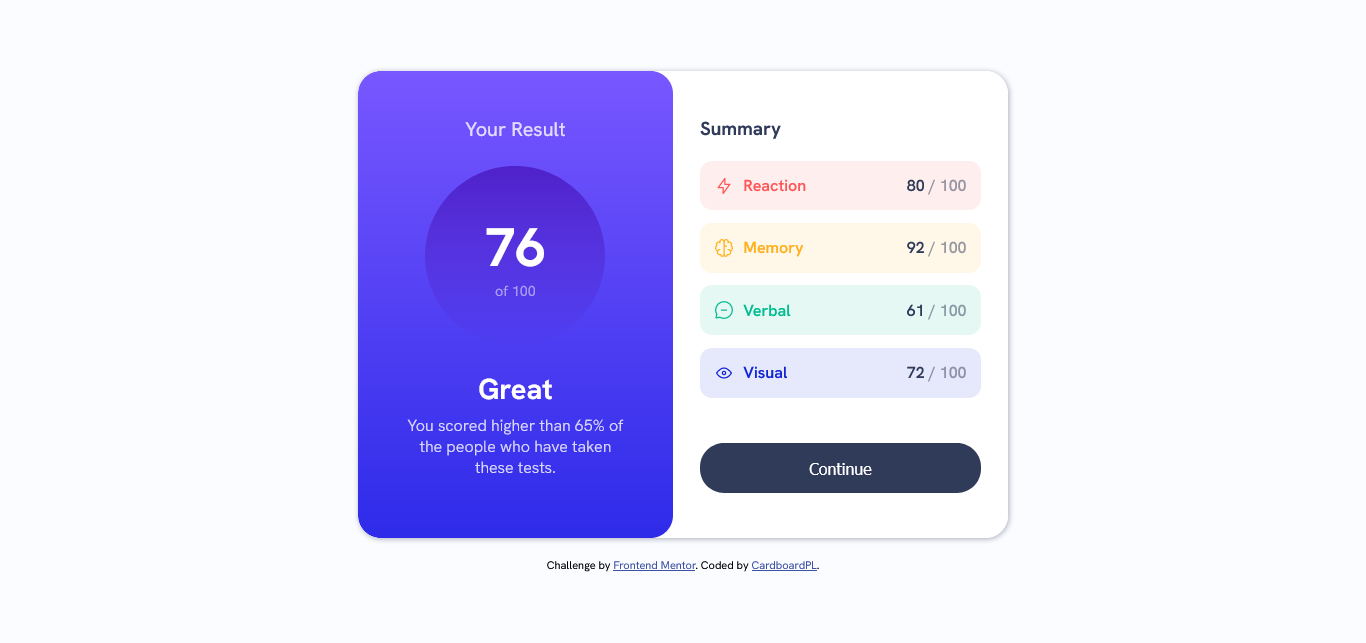 Your Result
76
of 100
Great
You scored higher than 65% of
the people who have taken
these tests.
Summary
Reaction 80 / 100
Memory 92 / 100
Verbal 61 / 100
Visual 72 / 100
Continue
Challenge by Frontend Mentor. Coded by CardboardPL.